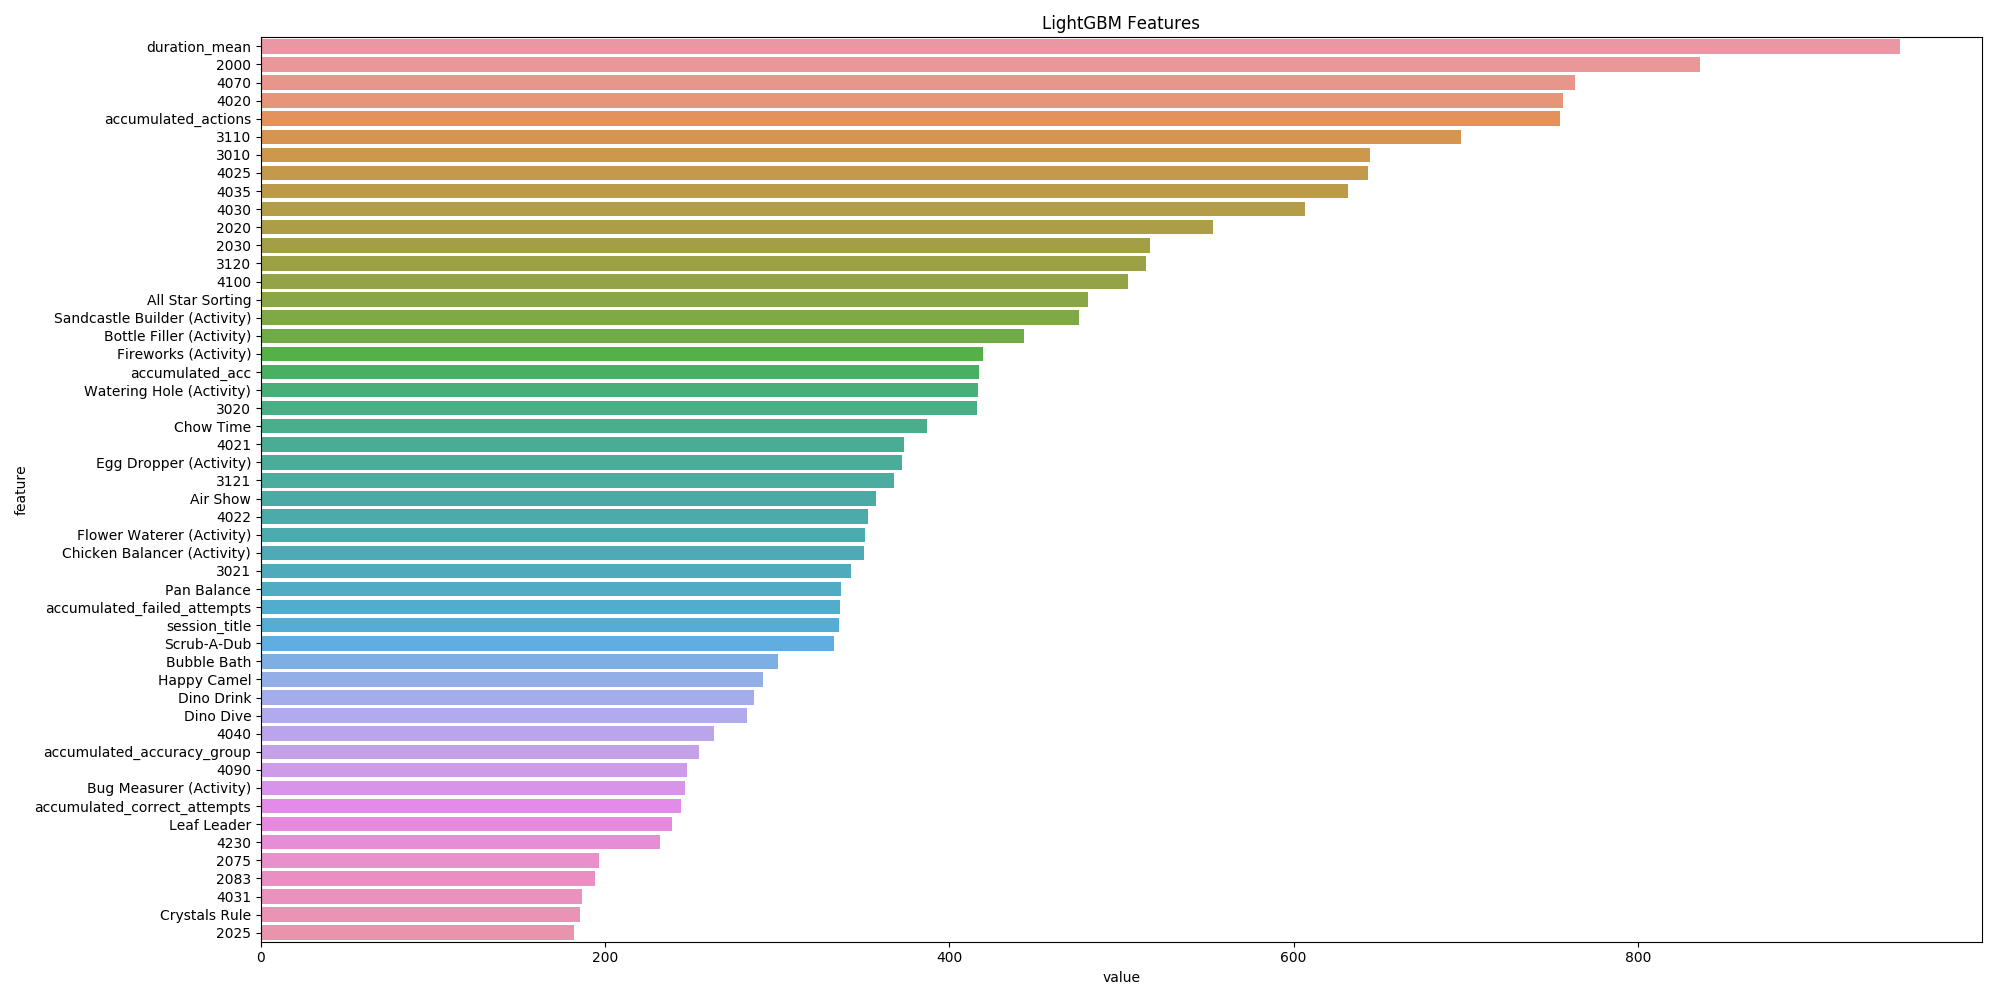 LightGBM Features
duration_mean
2000
4070
4020
accumulated_actions
3110
3010
4025
4035
4030
2020
2030
3120
4100
All Star Sorting
Sandcastle Builder (Activity)
Bottle Filler (Activity)
Fireworks (Activity)
accumulated_acc
Watering Hole (Activity)
3020
Chow Time
4021
Egg Dropper (Activity)
3121
Air Show
4022
Flower Waterer (Activity)
Chicken Balancer (Activity)
3021
Pan Balance
accumulated_failed_attempts
session_title
Scrub-A-Dub
Bubble Bath
Happy Camel
Dino Drink
Dino Dive
4040
accumulated_accuracy_group
4090
Bug Measurer (Activity)
accumulated_correct_attempts
Leaf Leader
4230
2075
2083
4031
Crystals Rule
2025
feature
0 200 400 600 800
value